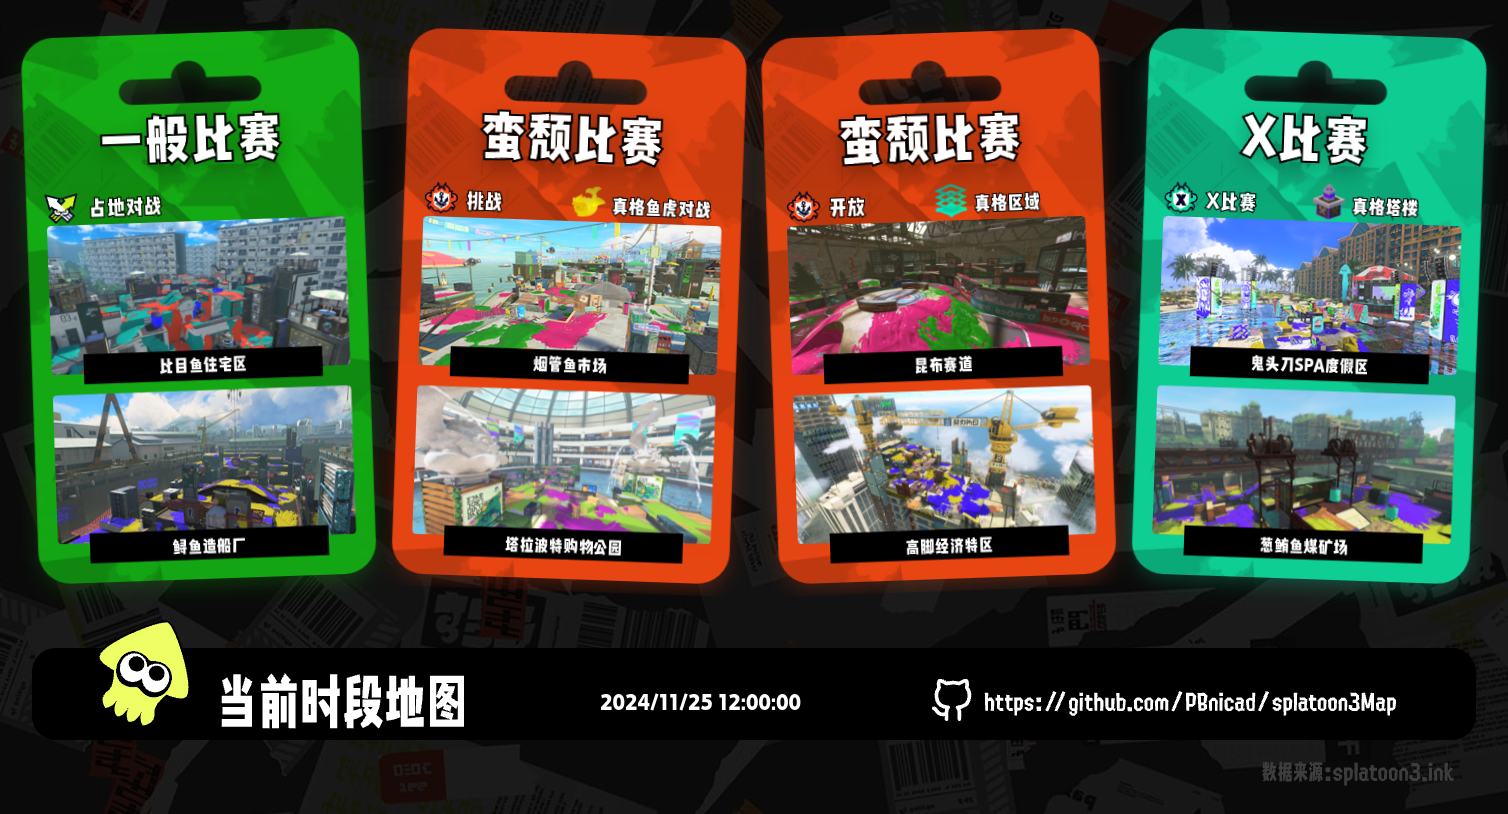 一般比赛
占地对战
比目鱼住宅区
鲟鱼造船厂
蛮颓比赛
挑战
真格鱼虎对战
烟管鱼市场
塔拉波特购物公园
蛮颓比赛
开放
真格区域
昆布赛道
高脚经济特区
X比赛
X比赛
真格塔楼
鬼头刀SPA度假区
葱鲔鱼煤矿场
当前时段地图
2024/11/25 12:00:00
https://github.com/PBnicad/splatoon3Map
数据来源:splatoon3.ink